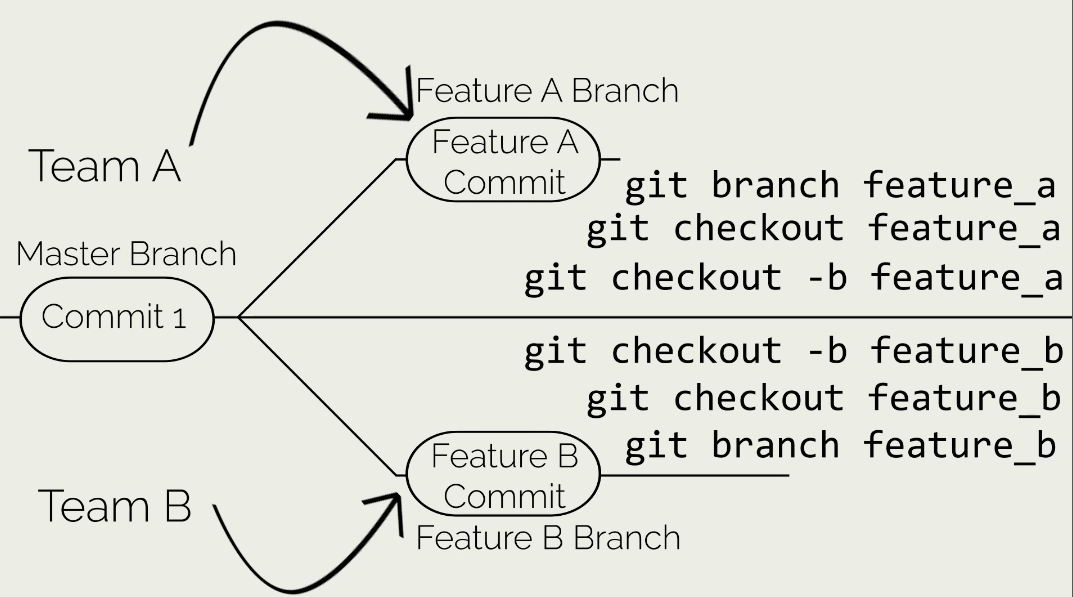 Feature A Branch
Feature A
Commit
Team A
git branch feature_a
git checkout feature_a
git checkout -b feature_a
Master Branch
Commit 1
git checkout -b feature_b
git checkout feature_b
git branch feature_b
Feature B
Commit
Team B
Feature B Branch